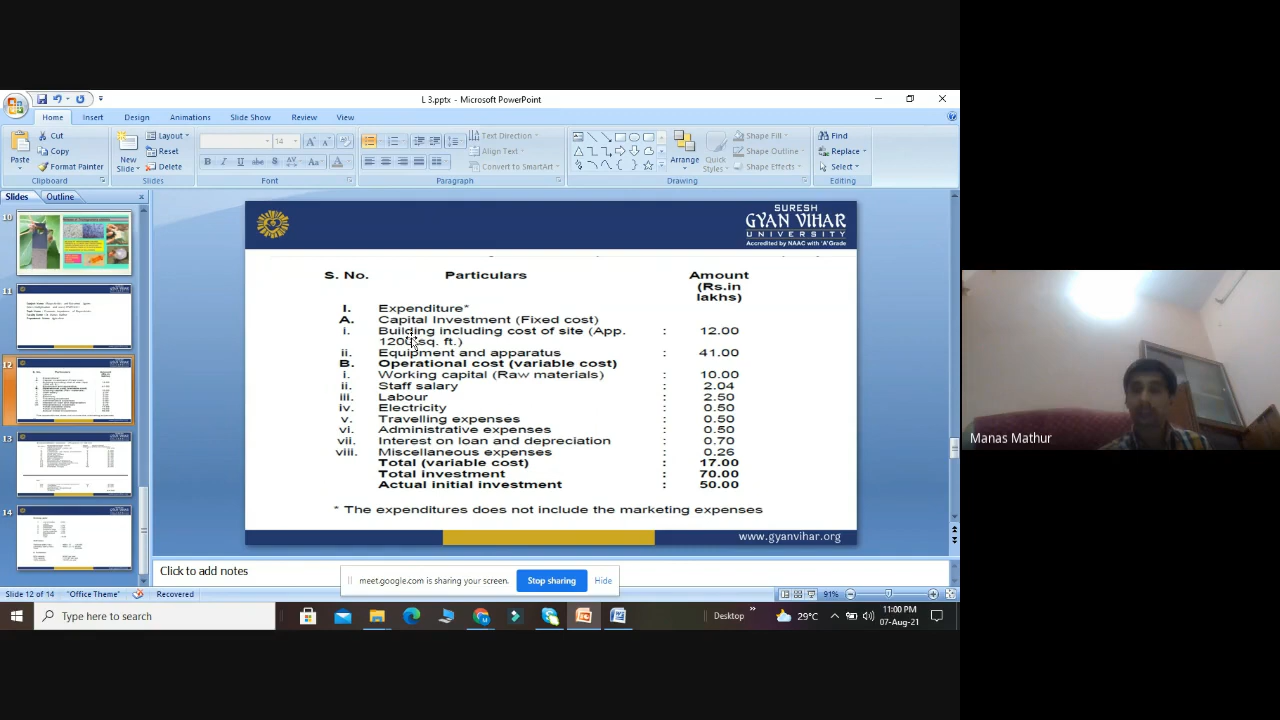 L 3.pptx - Microsoft PowerPoint
Home Insert Design Animations Slide Show Review View
Paste
Cut
Copy
Format Painter
Clipboard
New
Slide
Layout
Reset
Delete
Slides
14
Font
Text Direction
Align Text
Convert to SmartArt
Paragraph
Arrange
Quick
Styles
Shape Fill
Shape Outline
Shape Effects
Drawing
Find
Replace
Select
Editing
Slides Outline
10
11
12
13
14
SURESH
GYAN VIHAR
UNIVERSITY
Accredited by NAAC with 'A' Grade
S. No. Particulars Amount
(Rs.in
lakhs)
I. Expenditure*
A. Capital Investment (Fixed cost)
i. Building including cost of site (App. : 12.00
1200 sq. ft.)
ii. Equipment and apparatus : 41.00
B. Operational cost (variable cost)
i. Working capital (Raw materials) : 10.00
ii. Staff salary : 2.04
iii. Labour : 2.50
iv. Electricity : 0.50
v. Travelling expenses : 0.50
vi. Administrative expenses : 0.50
vii. Interest on loan and depreciation : 0.70
viii. Miscellaneous expenses : 0.26
Total (variable cost) : 17.00
Total investment : 70.00
Actual initial investment : 50.00
* The expenditures does not include the marketing expenses
www.gyanvihar.org
Click to add notes
meet.google.com is sharing your screen. Stop sharing Hide
Slide 12 of 14 "Office Theme" Recovered 91%
Type here to search
Desktop
29°C
11:00 PM
07-Aug-21
Manas Mathur